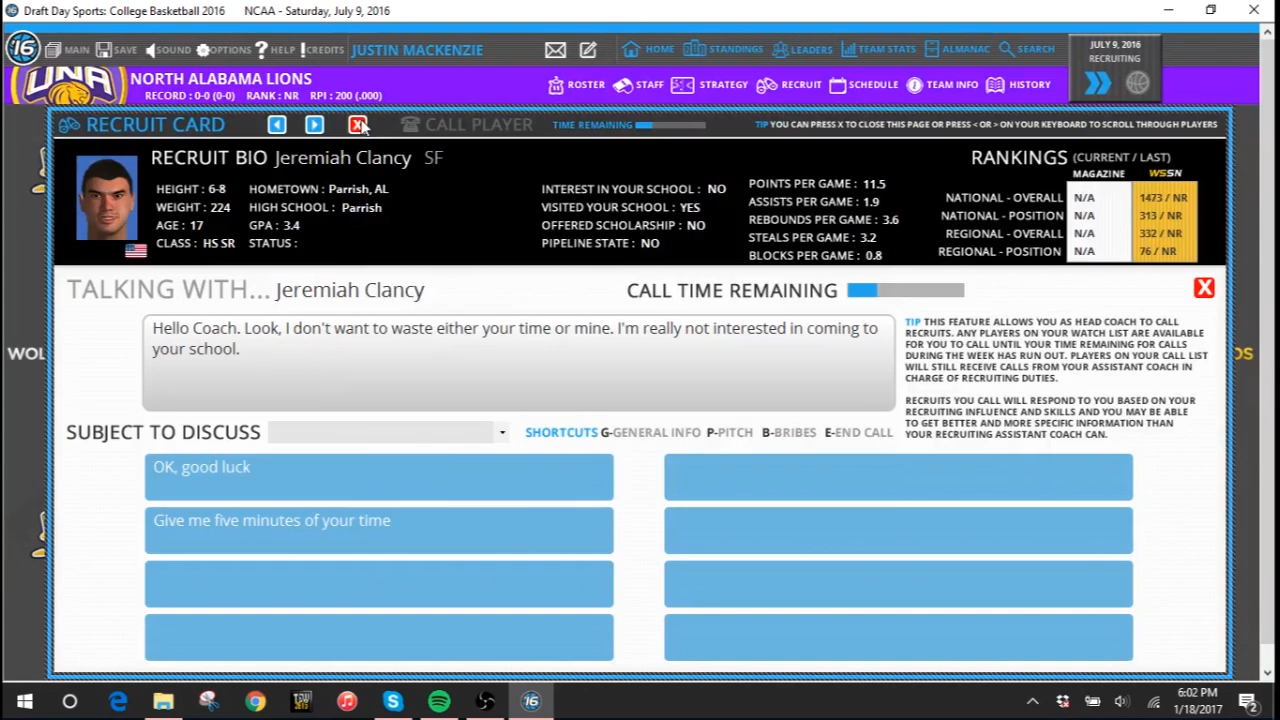 Draft Day Sports: College Basketball 2016 NCAA - Saturday, July 9, 2016
16 MAIN SAVE SOUND OPTIONS HELP CREDITS JUSTIN MACKENZIE HOME STANDINGS LEADERS TEAM STATS ALMANAC SEARCH
JULY 9, 2016
RECRUITING
UNA NORTH ALABAMA LIONS
RECORD : 0-0 (0-0) RANK : NR RPI : 200 (.000)
ROSTER STAFF STRATEGY RECRUIT SCHEDULE TEAM INFO HISTORY
RECRUIT CARD X CALL PLAYER TIME REMAINING TIP YOU CAN PRESS X TO CLOSE THIS PAGE OR PRESS < OR > ON YOUR KEYBOARD TO SCROLL THROUGH PLAYERS
RECRUIT BIO Jeremiah Clancy SF
HEIGHT : 6-8 HOMETOWN : Parrish, AL
WEIGHT : 224 HIGH SCHOOL : Parrish
AGE : 17 GPA : 3.4
CLASS : HS SR STATUS :
INTEREST IN YOUR SCHOOL : NO
VISITED YOUR SCHOOL : YES
OFFERED SCHOLARSHIP : NO
PIPELINE STATE : NO
POINTS PER GAME : 11.5
ASSISTS PER GAME : 1.9
REBOUNDS PER GAME : 3.6
STEALS PER GAME : 3.2
BLOCKS PER GAME : 0.8
RANKINGS (CURRENT / LAST)
MAGAZINE WSSN
NATIONAL - OVERALL N/A 1473 / NR
NATIONAL - POSITION N/A 313 / NR
REGIONAL - OVERALL N/A 332 / NR
REGIONAL - POSITION N/A 76 / NR
TALKING WITH... Jeremiah Clancy CALL TIME REMAINING X
Hello Coach. Look, I don't want to waste either your time or mine. I'm really not interested in coming to
your school.
TIP THIS FEATURE ALLOWS YOU AS HEAD COACH TO CALL
RECRUITS. ANY PLAYERS ON YOUR WATCH LIST ARE AVAILABLE
FOR YOU TO CALL UNTIL YOUR TIME REMAINING FOR CALLS
DURING THE WEEK HAS RUN OUT. PLAYERS ON YOUR CALL LIST
WILL STILL RECEIVE CALLS FROM YOUR ASSISTANT COACH IN
CHARGE OF RECRUITING DUTIES.
RECRUITS YOU CALL WILL RESPOND TO YOU BASED ON YOUR
RECRUITING INFLUENCE AND SKILLS AND YOU MAY BE ABLE
TO GET BETTER AND MORE SPECIFIC INFORMATION THAN
YOUR RECRUITING ASSISTANT COACH CAN.
WOL
DS
SUBJECT TO DISCUSS SHORTCUTS G-GENERAL INFO P-PITCH B-BRIBES E-END CALL
OK, good luck
Give me five minutes of your time
6:02 PM
1/18/2017
2